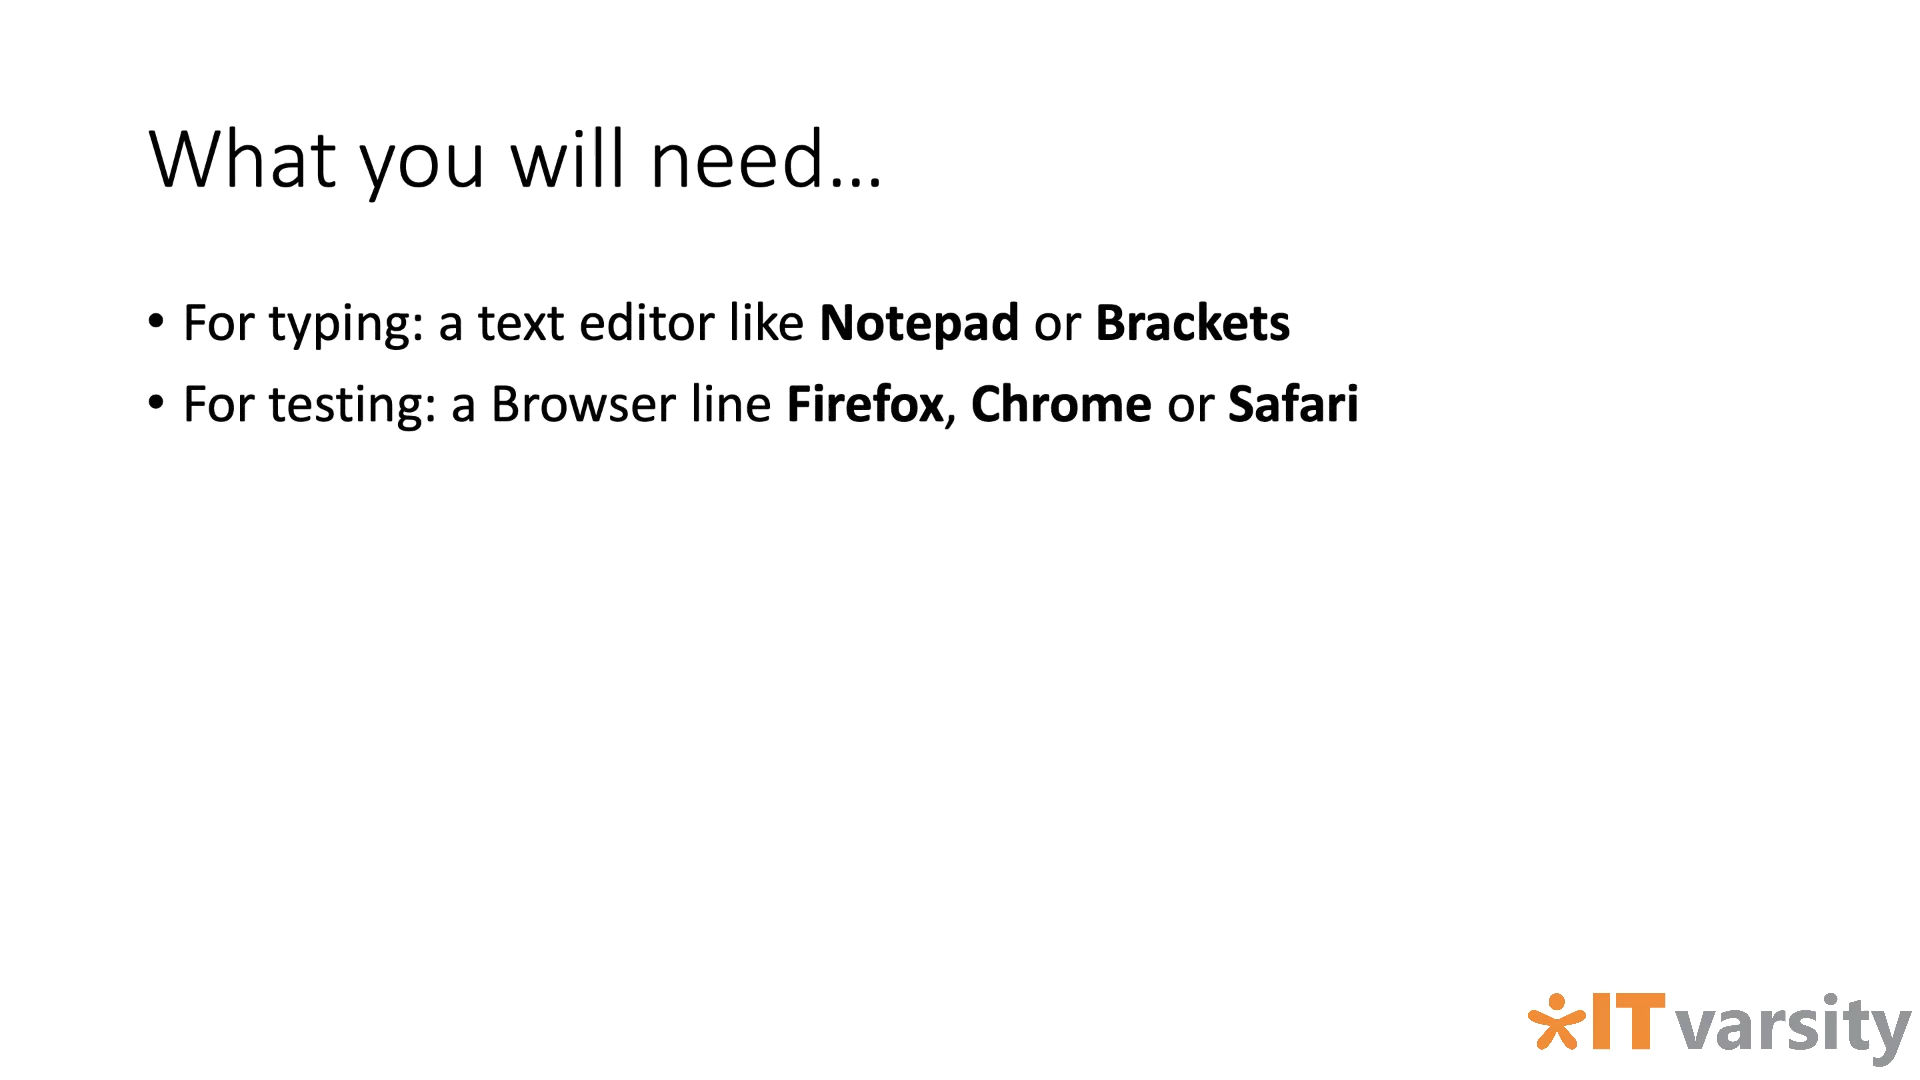 What you will need...
• For typing: a text editor like Notepad or Brackets
• For testing: a Browser line Firefox, Chrome or Safari
IT varsity